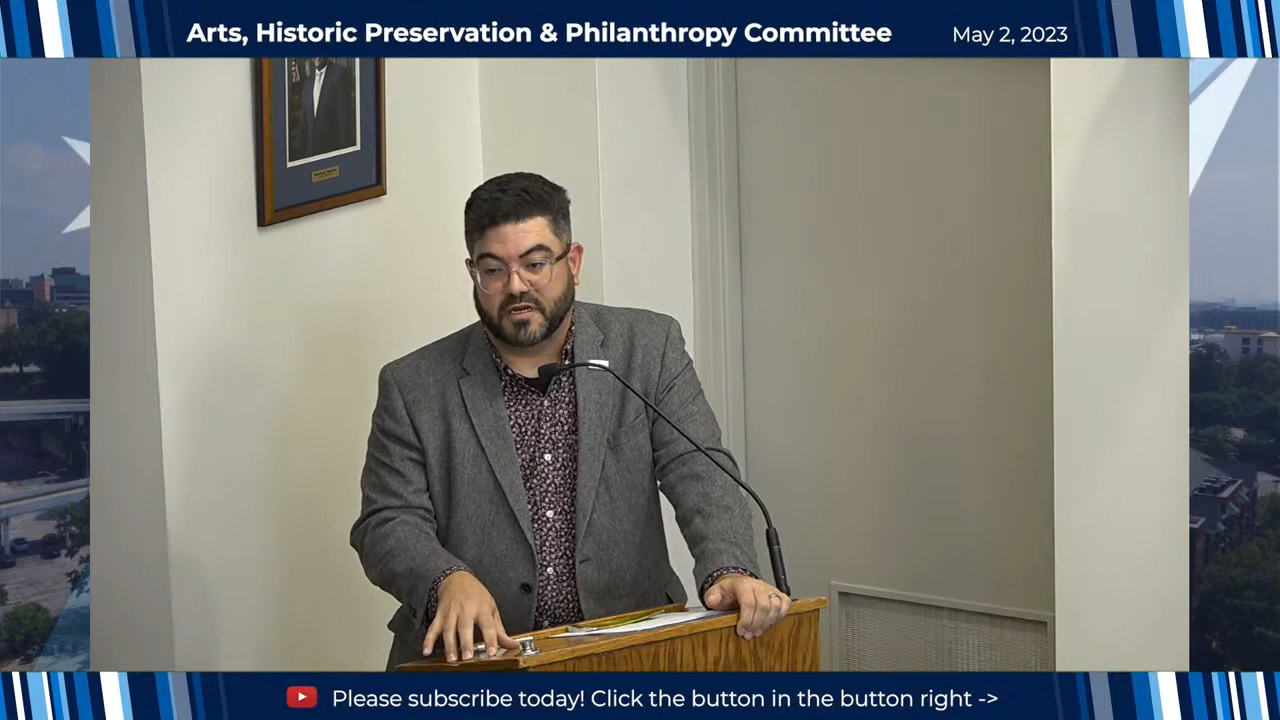 Arts, Historic Preservation & Philanthropy Committee
May 2, 2023
Please subscribe today! Click the button in the button right ->